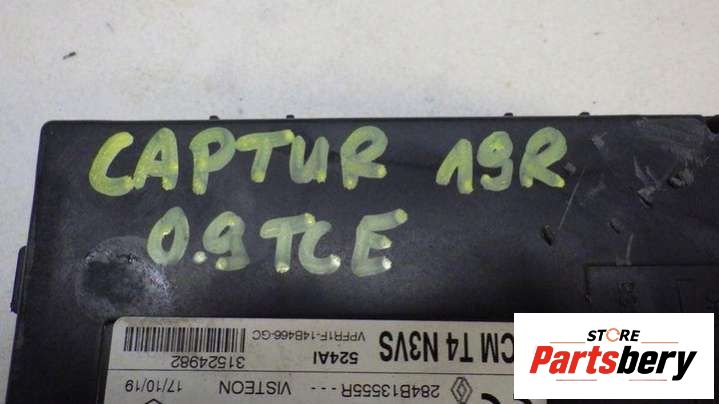 CAPTUR 19R
0.9 TCE
CM T4 N3VS
524AI
VPFR1F-14B466-GC
31524982
284B13555R - - -
VISTEON
17/10/19
STORE
Partsbery